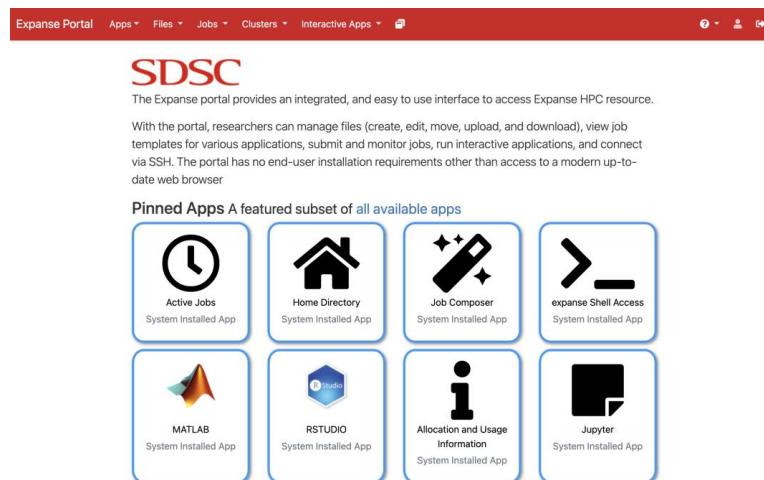 Expanse Portal Apps Files Jobs Clusters Interactive Apps
SDSC
The Expanse portal provides an integrated, and easy to use interface to access Expanse HPC resource.
With the portal, researchers can manage files (create, edit, move, upload, and download), view job
templates for various applications, submit and monitor jobs, run interactive applications, and connect
via SSH. The portal has no end-user installation requirements other than access to a modern up-to-
date web browser
Pinned Apps A featured subset of all available apps
Active Jobs Home Directory Job Composer expanse Shell Access
System Installed App System Installed App System Installed App System Installed App
R Studio
MATLAB RSTUDIO Allocation and Usage Jupyter
System Installed App System Installed App Information System Installed App
System Installed App